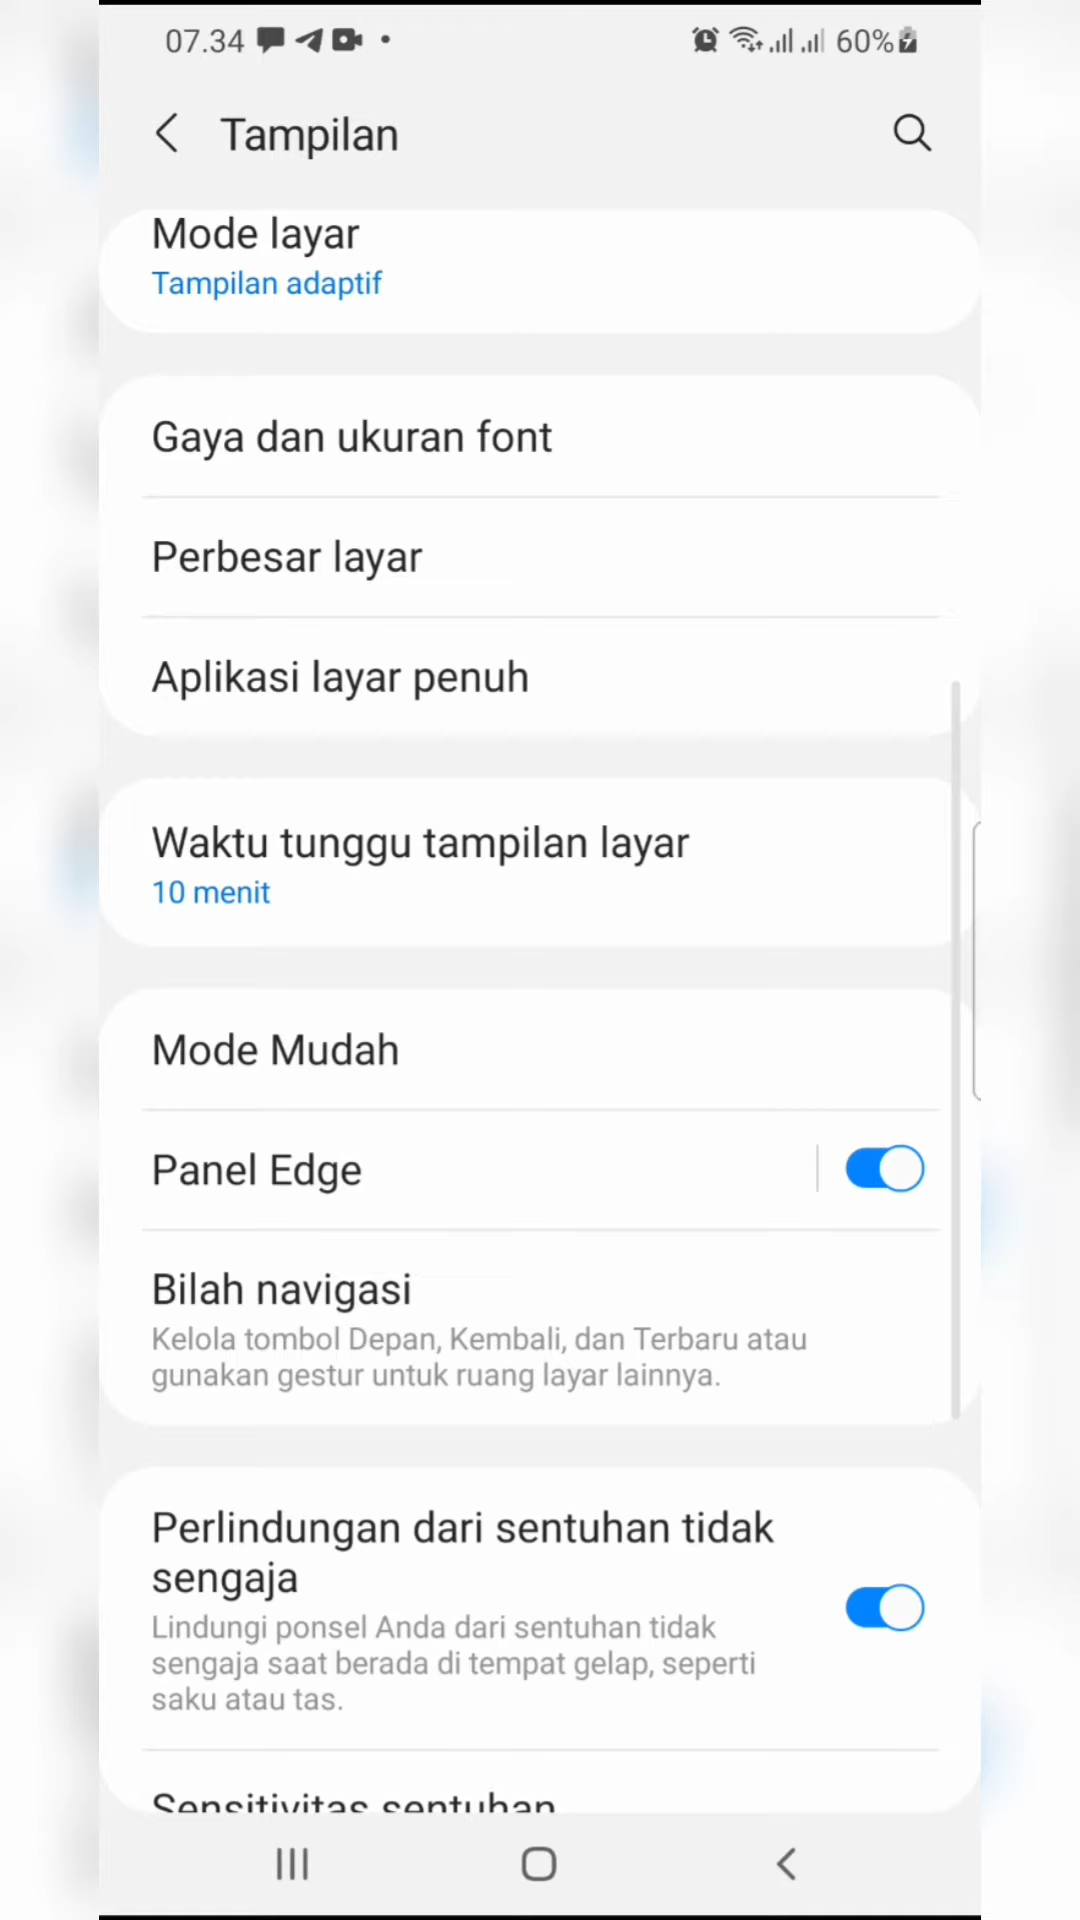 07.34
60%
Tampilan
Mode layar
Tampilan adaptif
Gaya dan ukuran font
Perbesar layar
Aplikasi layar penuh
Waktu tunggu tampilan layar
10 menit
Mode Mudah
Panel Edge
Bilah navigasi
Kelola tombol Depan, Kembali, dan Terbaru atau
gunakan gestur untuk ruang layar lainnya.
Perlindungan dari sentuhan tidak
sengaja
Lindungi ponsel Anda dari sentuhan tidak
sengaja saat berada di tempat gelap, seperti
saku atau tas.
Sensitivitas sentuhan